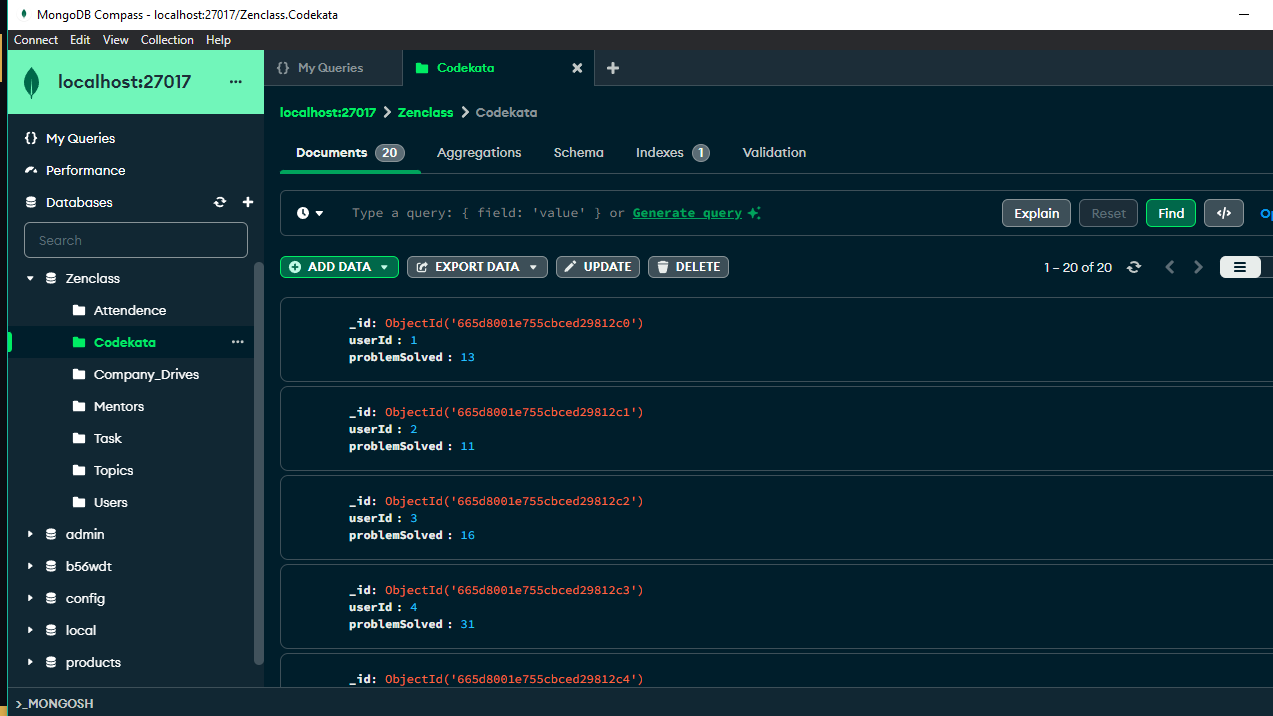 MongoDB Compass - localhost:27017/Zenclass.Codekata
Connect Edit View Collection Help
localhost:27017 ...
{} My Queries
Performance
Databases
Search
Zenclass
Attendence
Codekata ...
Company_Drives
Mentors
Task
Topics
Users
admin
b56wdt
config
local
products
{} My Queries
Codekata
localhost:27017 > Zenclass > Codekata
Documents 20 Aggregations Schema Indexes 1 Validation
Type a query: { field: 'value' } or Generate query
Explain Reset Find </> Op
ADD DATA EXPORT DATA UPDATE DELETE
1 – 20 of 20
_id: ObjectId('665d8001e755cbced29812c0')
userId : 1
problemSolved : 13
_id: ObjectId('665d8001e755cbced29812c1')
userId : 2
problemSolved : 11
_id: ObjectId('665d8001e755cbced29812c2')
userId : 3
problemSolved : 16
_id: ObjectId('665d8001e755cbced29812c3')
userId : 4
problemSolved : 31
_id: ObjectId('665d8001e755cbced29812c4')
>_MONGOSH